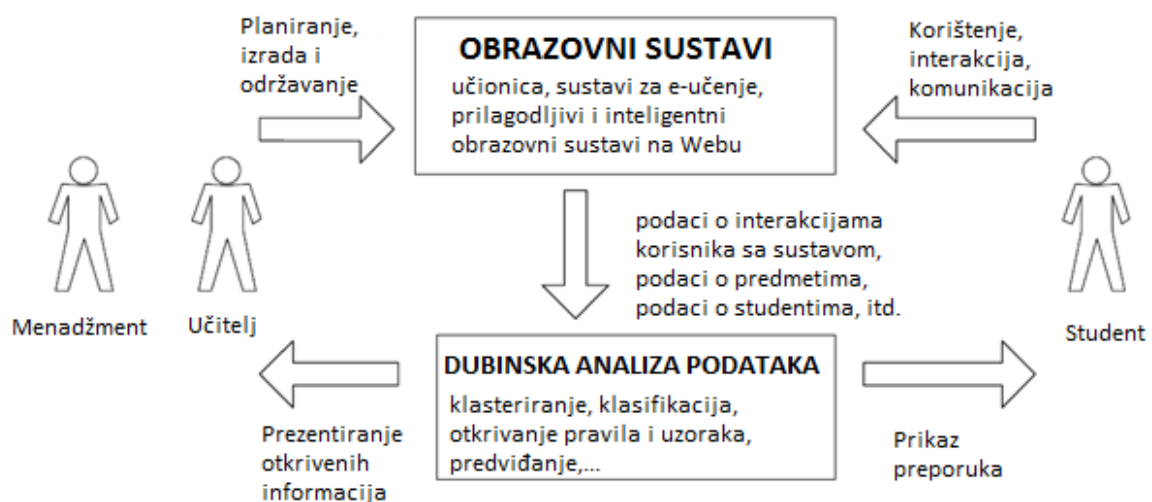 Planiranje,
izrada i
održavanje
OBRAZOVNI SUSTAVI
učionica, sustavi za e-učenje,
prilagodljivi i inteligentni
obrazovni sustavi na Webu
Korištenje,
interakcija,
komunikacija
podaci o interakcijama
korisnika sa sustavom,
podaci o predmetima,
podaci o studentima, itd.
Menadžment
Učitelj
Student
DUBINSKA ANALIZA PODATAKA
klasteriranje, klasifikacija,
otkrivanje pravila i uzoraka,
predviđanje,...
Prezentiranje
otkrivenih
informacija
Prikaz
preporuka